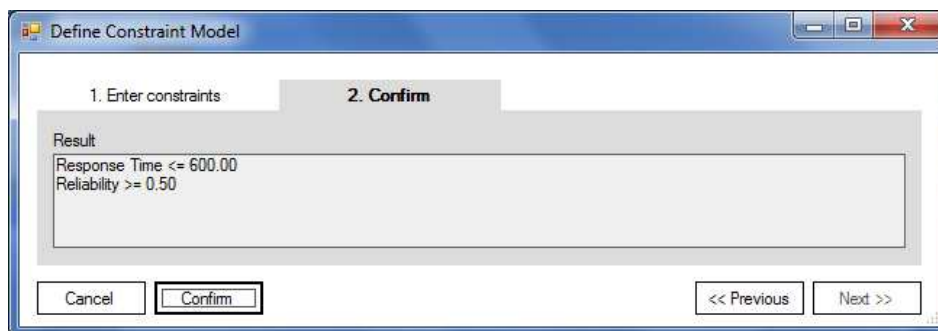 Define Constraint Model
1. Enter constraints
2. Confirm
Result
Response Time <= 600.00
Reliability >= 0.50
Cancel
Confirm
<< Previous
Next >>